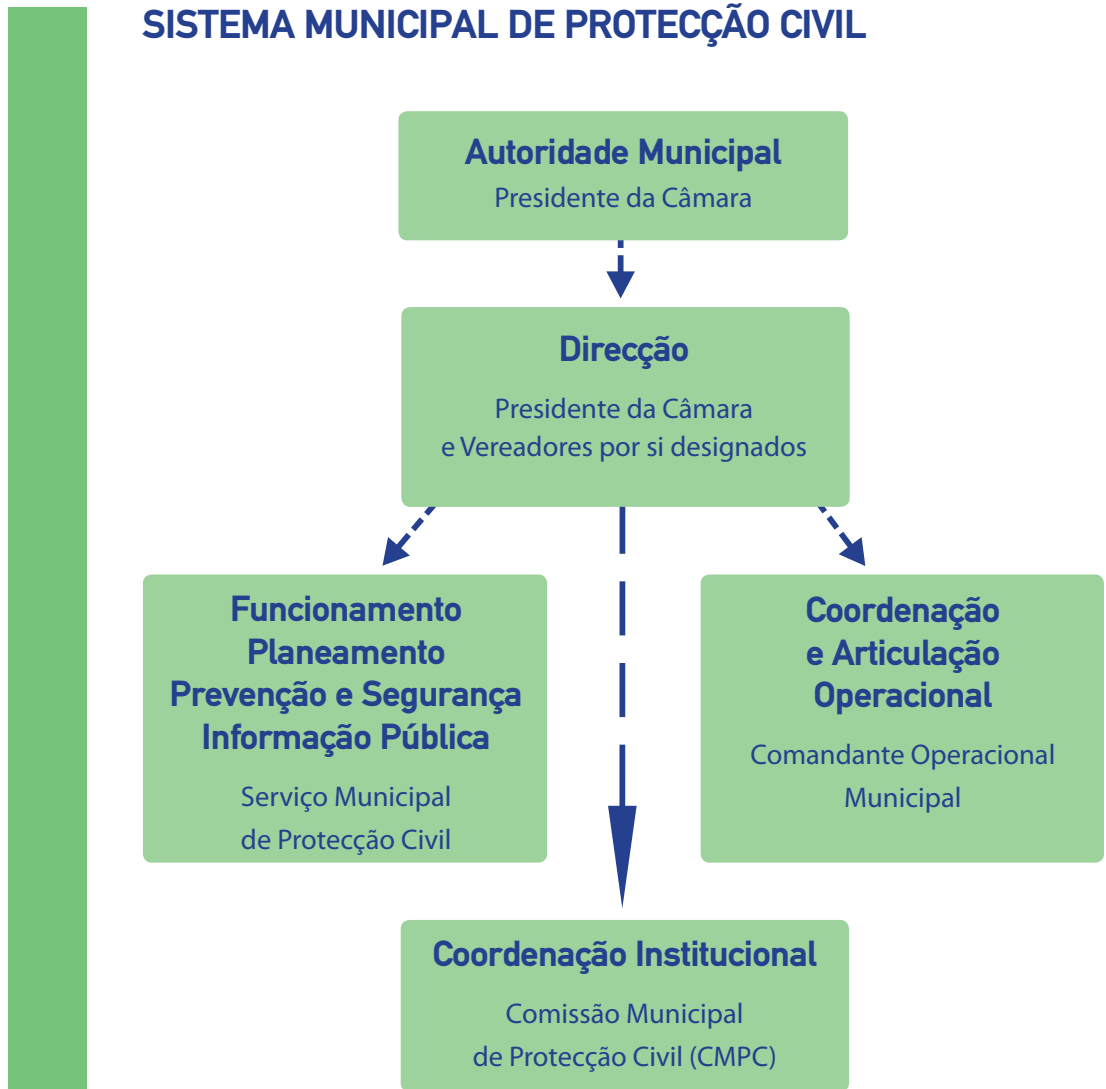 SISTEMA MUNICIPAL DE PROTECÇÃO CIVIL
Autoridade Municipal
Presidente da Câmara
Direcção
Presidente da Câmara
e Vereadores por si designados
Funcionamento
Planeamento
Prevenção e Segurança
Informação Pública
Serviço Municipal
de Protecção Civil
Coordenação
e Articulação
Operacional
Comandante Operacional
Municipal
Coordenação Institucional
Comissão Municipal
de Protecção Civil (CMPC)